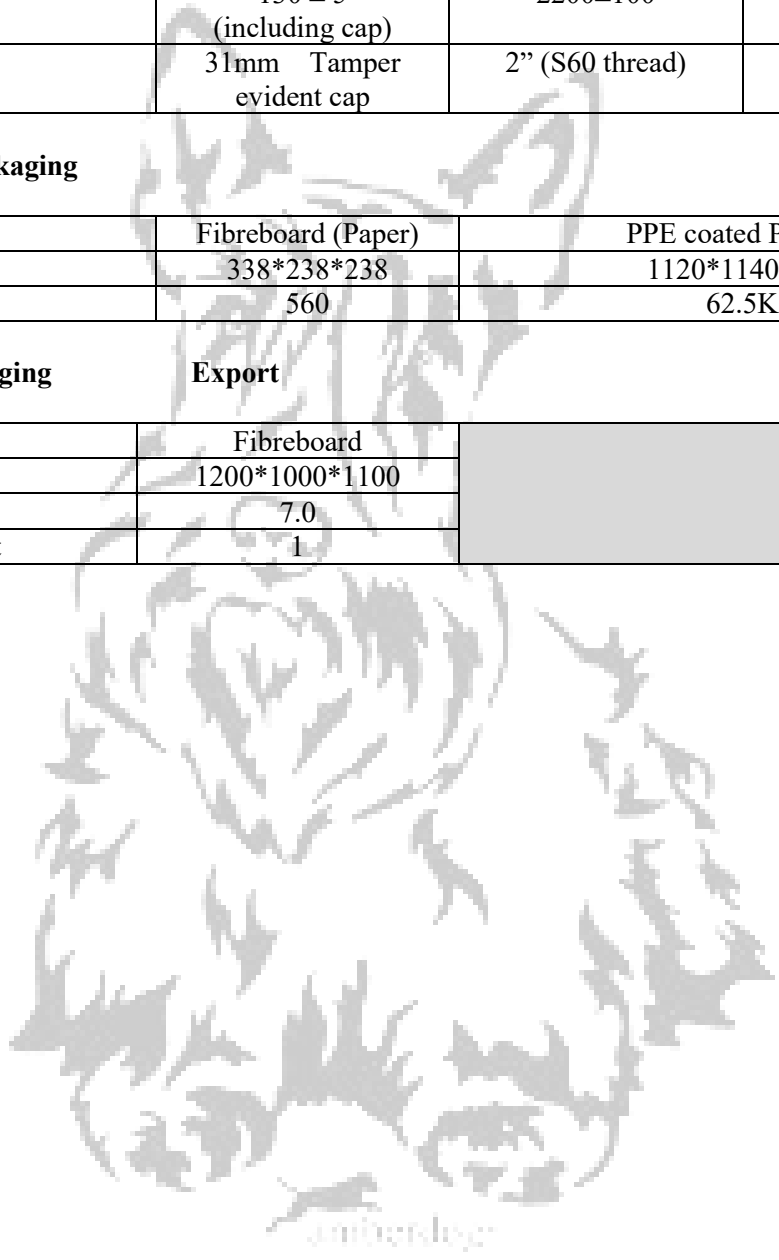 (including cap)
31mm Tamper 2” (S60 thread)
evident cap
kaging
Fibreboard (Paper) PPE coated P
338*238*238 1120*1140
560 62.5K
ging Export
Fibreboard
1200*1000*1100
7.0
1